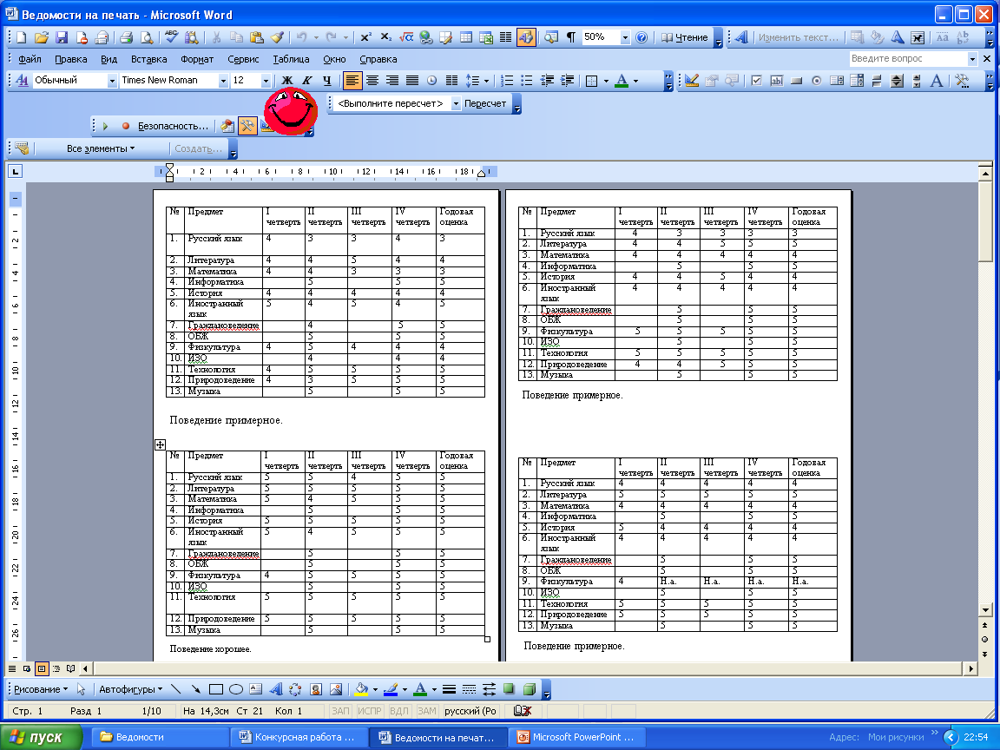 Ведомости на печать - Microsoft Word
50% Чтение Изменить текст...
Файл Правка Вид Вставка Формат Сервис Таблица Окно Справка Введите вопрос
Обычный Times New Roman 12 Ж К Ч
<Выполните пересчет> Пересчет
Безопасность...
Все элементы Создать...
2 4 6 8 10 12 14 16 18
№ Предмет I четверть II четверть III четверть IV четверть Годовая оценка
1. Русский язык 4 3 3 4 3
2. Литература 4 4 5 4 4
3. Математика 4 4 3 3 3
4. Информатика 5 5 5
5. История 4 4 4 4 4
6. Иностранный язык 5 4 5 4 5
7. Граждановедение 4 5 5
8. ОБЖ 5 5 5
9. Физкультура 4 5 4 4 4
10. ИЗО 4 4 4
11. Технология 4 5 5 5 5
12. Природоведение 4 3 5 5 5
13. Музыка 5 5 5
Поведение примерное.
№ Предмет I четверть II четверть III четверть IV четверть Годовая оценка
1. Русский язык 5 5 4 5 5
2. Литература 5 5 5 5 5
3. Математика 5 4 5 5 5
4. Информатика 5 5 5
5. История 5 5 5 5 5
6. Иностранный язык 5 4 5 5 5
7. Граждановедение 5 5 5
8. ОБЖ 5 5 5
9. Физкультура 4 5 5 5 5
10. ИЗО 5 5 5
11. Технология 5 5 5 5 5
12. Природоведение 5 5 5 5 5
13. Музыка 5 5 5
Поведение хорошее.
№ Предмет I четверть II четверть III четверть IV четверть Годовая оценка
1. Русский язык 4 3 3 3 3
2. Литература 4 4 5 5 5
3. Математика 4 4 4 4 4
4. Информатика 5 5 5
5. История 4 4 5 4 4
6. Иностранный язык 4 4 4 4 4
7. Граждановедение 5 5 5
8. ОБЖ 5 5 5
9. Физкультура 5 5 5 5 5
10. ИЗО 5 5 5
11. Технология 5 5 5 5 5
12. Природоведение 4 4 5 5 5
13. Музыка 5 5 5
Поведение примерное.
№ Предмет I четверть II четверть III четверть IV четверть Годовая оценка
1. Русский язык 4 4 4 4 4
2. Литература 5 5 5 5 5
3. Математика 4 4 4 4 4
4. Информатика 5 5 5
5. История 5 4 4 4 4
6. Иностранный язык 4 4 4 4 4
7. Граждановедение 5 5 5
8. ОБЖ 5 5 5
9. Физкультура 4 Н.а. Н.а. Н.а. Н.а.
10. ИЗО 5 5 5
11. Технология 5 5 5 5 5
12. Природоведение 5 5 5 5 5
13. Музыка 5 5 5
Поведение примерное.
Рисование Автофигуры
Стр. 1 Разд 1 1/10 На 14,3см Ст 21 Кол 1 ЗАП ИСПР ВДЛ ЗАМ русский (Ро
пуск Ведомости Конкурсная работа ... Ведомости на печат... Microsoft PowerPoint ... Адрес: Мои рисунки 22:54